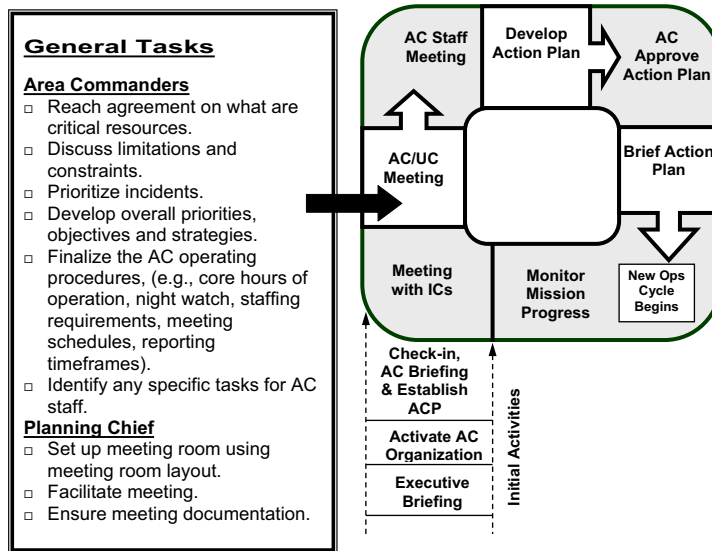 General Tasks
Area Commanders
□ Reach agreement on what are
critical resources.
□ Discuss limitations and
constraints.
□ Prioritize incidents.
□ Develop overall priorities,
objectives and strategies.
□ Finalize the AC operating
procedures, (e.g., core hours of
operation, night watch, staffing
requirements, meeting
schedules, reporting
timeframes).
□ Identify any specific tasks for AC
staff.
Planning Chief
□ Set up meeting room using
meeting room layout.
□ Facilitate meeting.
□ Ensure meeting documentation.
AC Staff
Meeting
Develop
Action Plan
AC
Approve
Action Plan
AC/UC
Meeting
Brief Action
Plan
Meeting
with ICs
Monitor
Mission
Progress
New Ops
Cycle
Begins
Check-in,
AC Briefing
& Establish
ACP
Activate AC
Organization
Executive
Briefing
Initial Activities